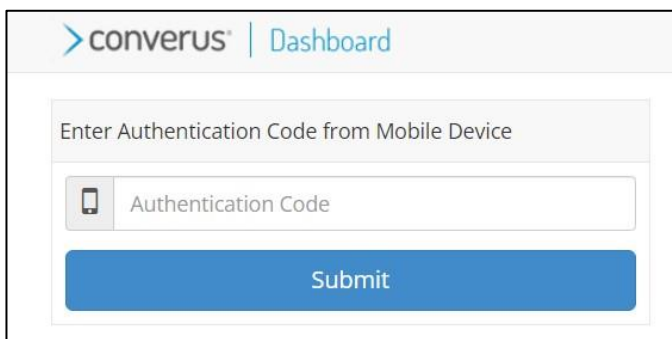 converus® | Dashboard
Enter Authentication Code from Mobile Device
Authentication Code
Submit